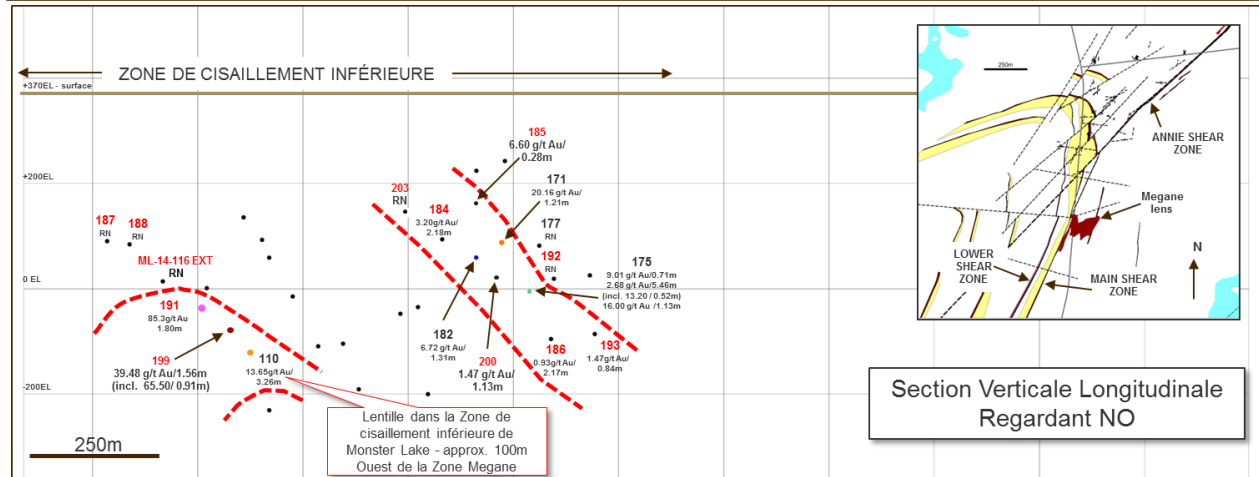 ZONE DE CISAILLEMENT INFÉRIEURE
+370EL - surface
185
6.60 g/t Au/
0.28m
+200EL
203
RN
171
20.16 g/t Au/
1.21m
184
3.20g/t Au/
2.18m
187
RN
188
RN
177
RN
192
RN
ML-14-116 EXT
RN
175
9.01 g/t Au/0.71m
2.68 g/t Au/5.46m
(incl. 13.20 / 0.52m)
16.00 g/t Au /1.13m
0 EL
191
85.3g/t Au
1.80m
182
6.72 g/t Au/
1.31m
200
1.47 g/t Au/
1.13m
186
0.93g/t Au/
2.17m
193
1.47g/t Au/
0.84m
199
39.48 g/t Au/1.56m
(incl. 65.50/ 0.91m)
110
13.65g/t Au/
3.26m
-200EL
250m
Lentille dans la Zone de
cisaillement inférieure de
Monster Lake - approx. 100m
Ouest de la Zone Megane
250m
ANNIE SHEAR
ZONE
Megane
lens
LOWER
SHEAR
ZONE
MAIN SHEAR
ZONE
N
Section Verticale Longitudinale
Regardant NO